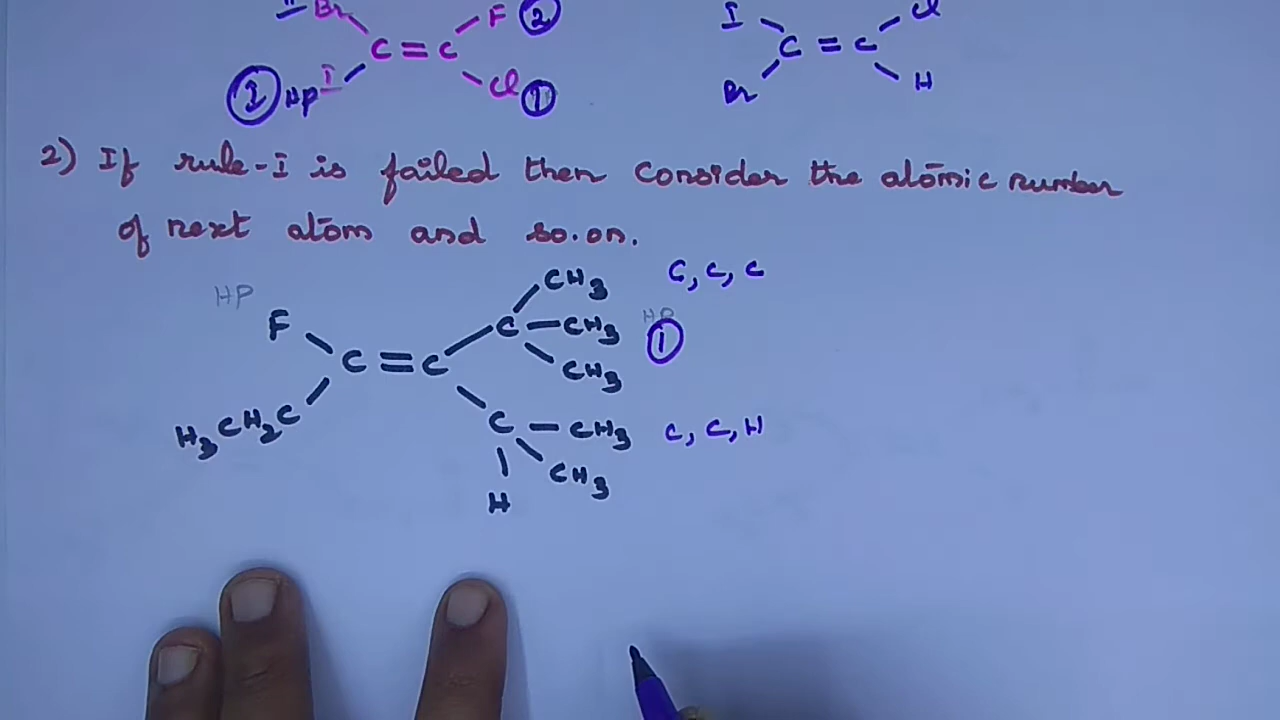 Br F ②
C = C
① HP I Cl ①
I Cl
C = C
Br H
2) If rule-I is failed then consider the atomic number
of next atom and so.on.
HP
CH3 C, C, C
F C CH3 HP
C = C ①
CH3
H3CH2C C CH3 C, C, H
CH3
H